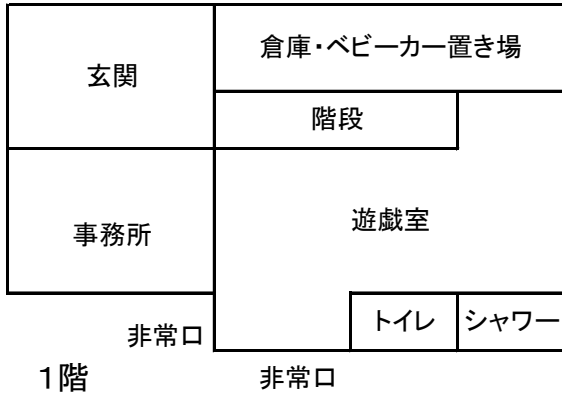 倉庫・ベビーカー置き場
玄関
階段
遊戯室
事務所
トイレ
シャワー
非常口
1階
非常口